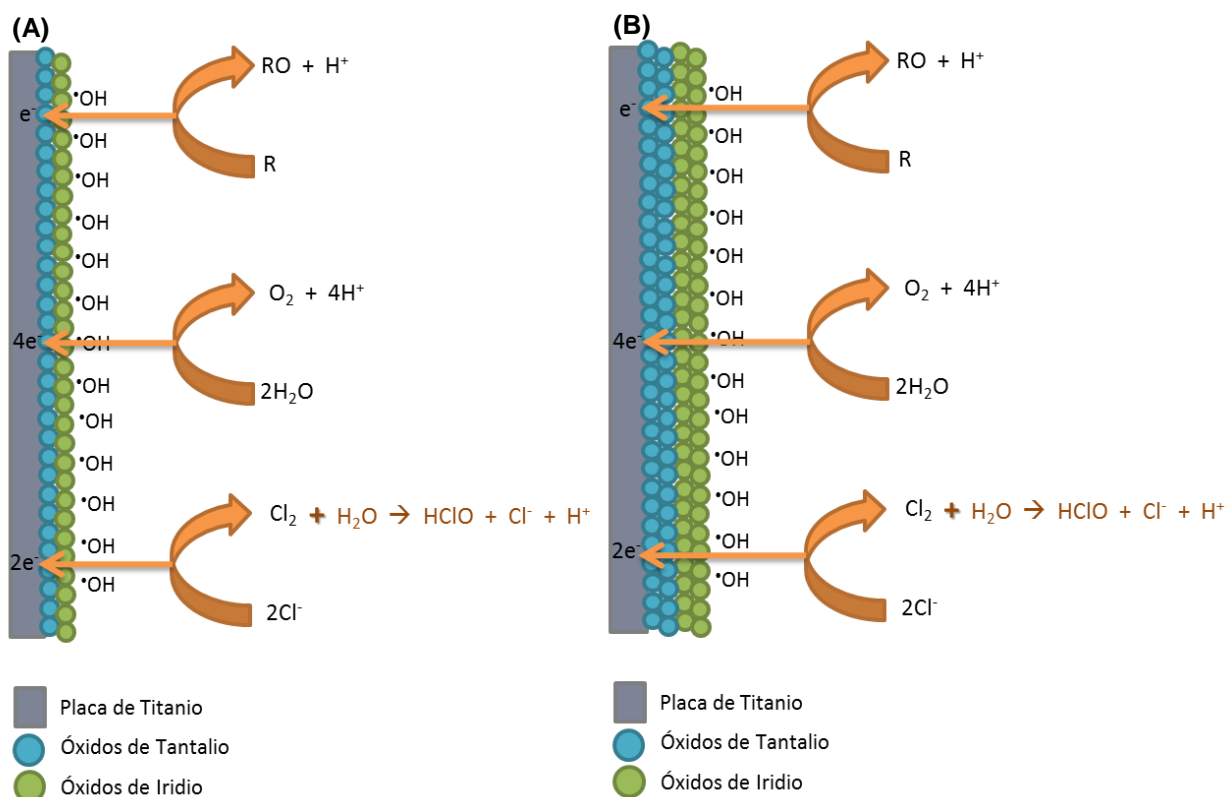 (A)
RO + H⁺
•OH
e⁻
•OH
R
•OH
•OH
•OH
O₂ + 4H⁺
•OH
4e⁻ •OH
•OH
2H₂O
•OH
•OH
•OH
Cl₂ + H₂O → HClO + Cl⁻ + H⁺
•OH
2e⁻
•OH
2Cl⁻
Placa de Titanio
Óxidos de Tantalio
Óxidos de Iridio
(B)
RO + H⁺
•OH
e⁻
•OH
R
•OH
•OH
•OH
O₂ + 4H⁺
•OH
4e⁻ •OH
•OH
2H₂O
•OH
•OH
•OH
Cl₂ + H₂O → HClO + Cl⁻ + H⁺
•OH
2e⁻
•OH
2Cl⁻
Placa de Titanio
Óxidos de Tantalio
Óxidos de Iridio